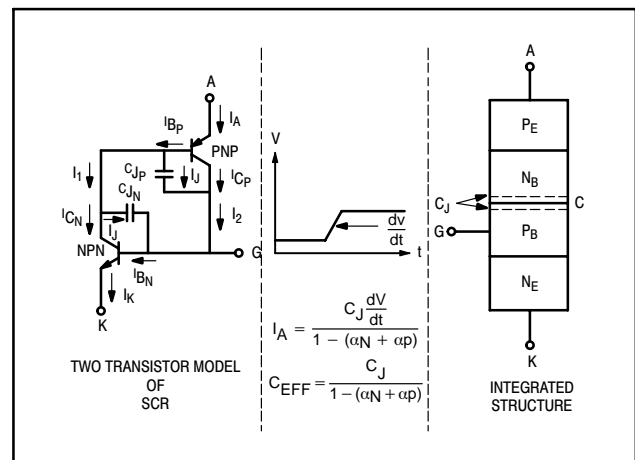 A
I_BP
I_A
PNP
I_1
C_JP
I_J
I_CP
C_JN
I_CN
I_J
I_2
NPN
G
I_BN
I_K
K
TWO TRANSISTOR MODEL
OF
SCR
V
dv
dt
t
I_A = C_J dV/dt / 1 – (αN + αp)
C_EFF = C_J / 1 – (αN + αp)
A
P_E
N_B
C_J
C
G
P_B
N_E
K
INTEGRATED
STRUCTURE